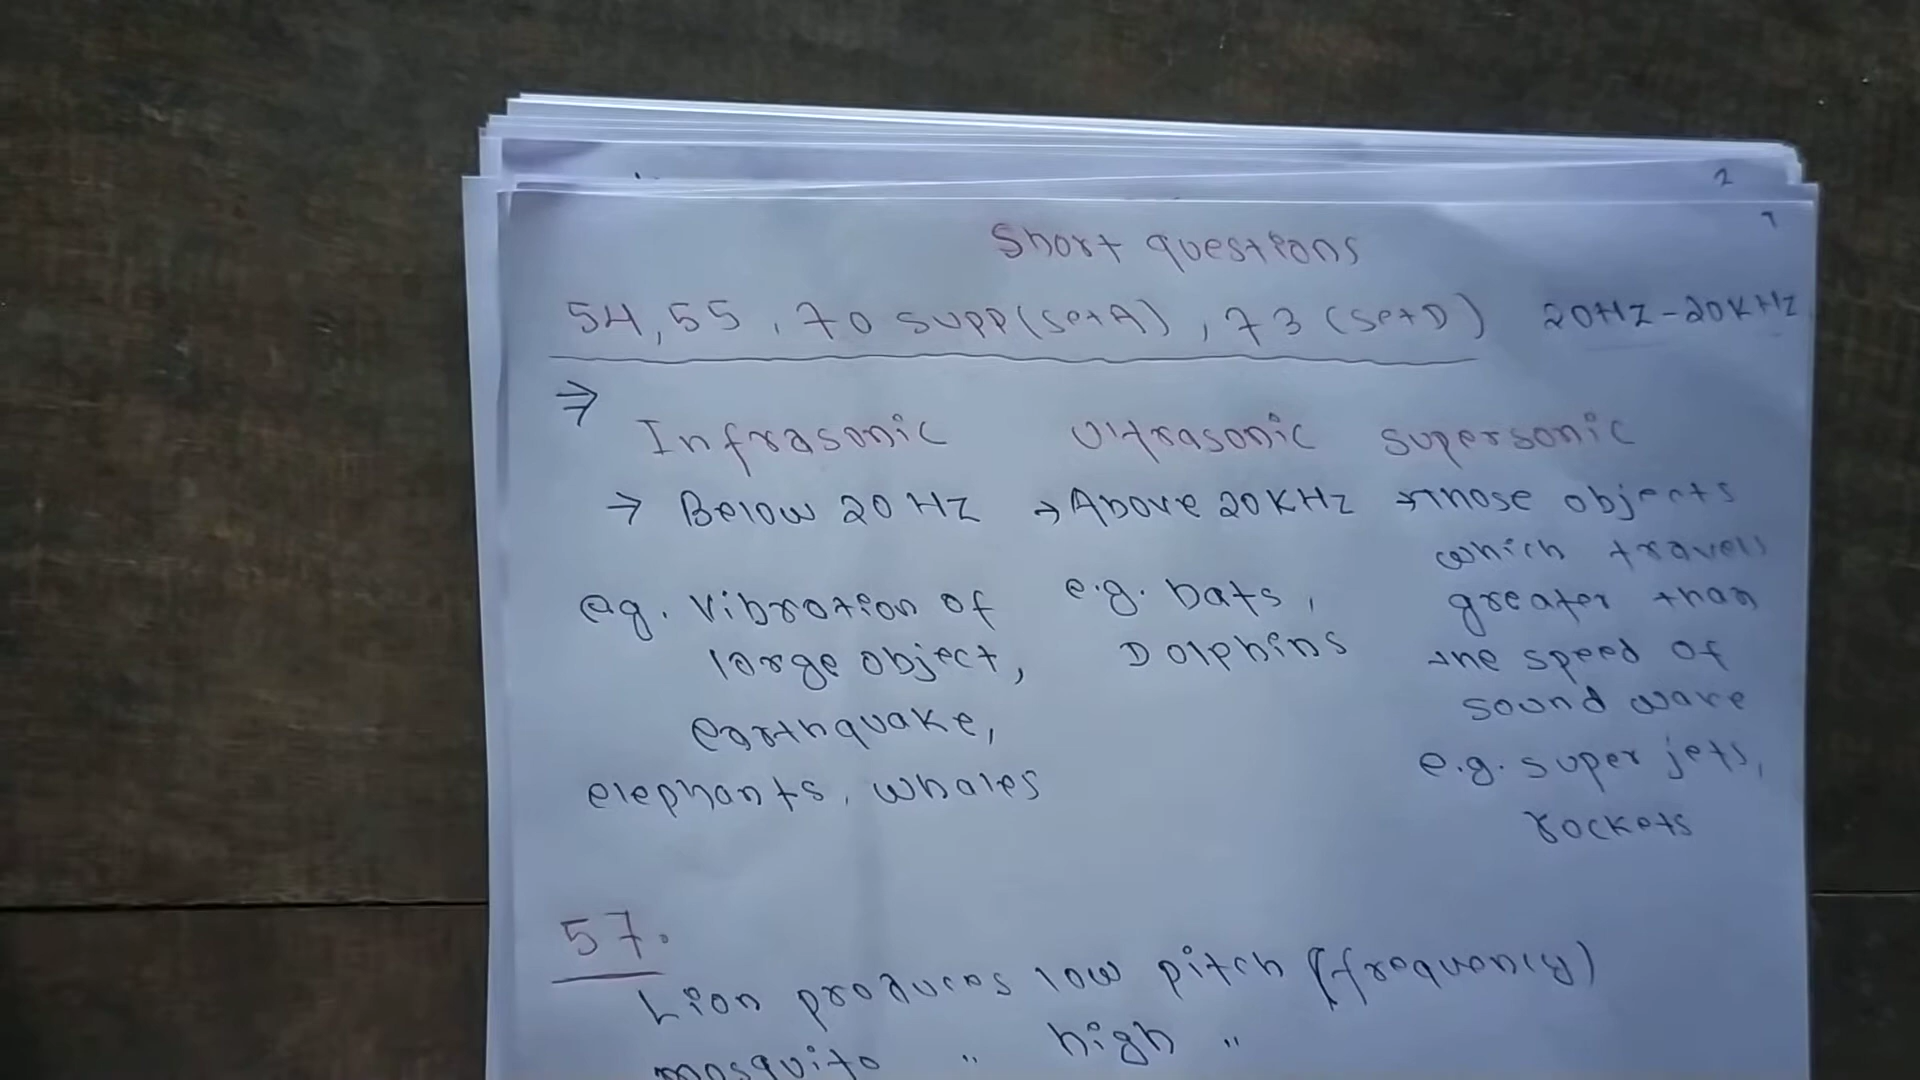 2
1
Short questions
54, 55, 70 supp (set A), 73 (set D) 20Hz - 20KHz
⇒
Infrasonic
→ Below 20 Hz
e.g. vibration of
large object,
earthquake,
elephants, whales
Ultrasonic
→ Above 20KHz
e.g. bats,
Dolphins
supersonic
→ Those objects
which travels
greater than
the speed of
sound wave
e.g. super jets,
rockets
57.
Lion produces low pitch (frequency)
mosquito " high "